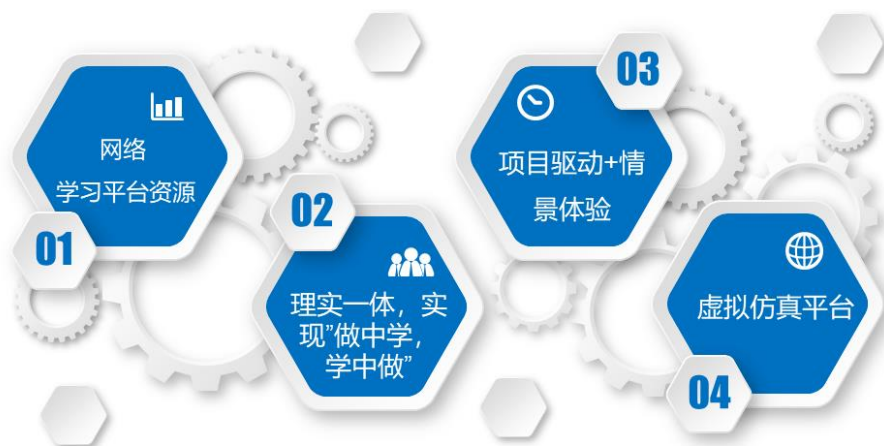 01
网络
学习平台资源
02
理实一体，实
现”做中学，
学中做”
03
项目驱动+情
景体验
04
虚拟仿真平台